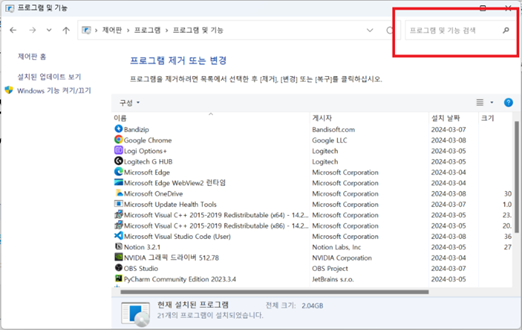 프로그램 및 기능
제어판 > 프로그램 > 프로그램 및 기능
프로그램 및 기능 검색
제어판 홈
설치된 업데이트 보기
Windows 기능 켜기/끄기
프로그램 제거 또는 변경
프로그램을 제거하려면 목록에서 선택한 후 [제거], [변경] 또는 [복구]를 클릭하십시오.
구성
이름 게시자 설치 날짜 크기
Bandizip Bandisoft.com 2024-03-07
Google Chrome Google LLC 2024-03-08
Logi Options+ Logitech 2024-03-07
Logitech G HUB Logitech 2024-03-07
Microsoft Edge Microsoft Corporation 2024-03-07
Microsoft Edge WebView2 런타임 Microsoft Corporation 2024-03-07
Microsoft OneDrive Microsoft Corporation 2024-03-08 30
Microsoft Update Health Tools Microsoft Corporation 2024-03-07 1.0
Microsoft Visual C++ 2015-2019 Redistributable (x64) - 14.2... Microsoft Corporation 2024-03-07 23.
Microsoft Visual C++ 2015-2019 Redistributable (x86) - 14.2... Microsoft Corporation 2024-03-07 20.
Microsoft Visual Studio Code (User) Microsoft Corporation 2024-03-08 36
Notion 3.2.1 Notion Labs, Inc 2024-03-07 27
NVIDIA 그래픽 드라이버 512.78 NVIDIA Corporation 2024-03-07
OBS Studio OBS Project 2024-03-07
PyCharm Community Edition 2023.3.4 JetBrains s.r.o. 2024-03-08
현재 설치된 프로그램 전체 크기: 2.04GB
21개의 프로그램이 설치되었습니다.